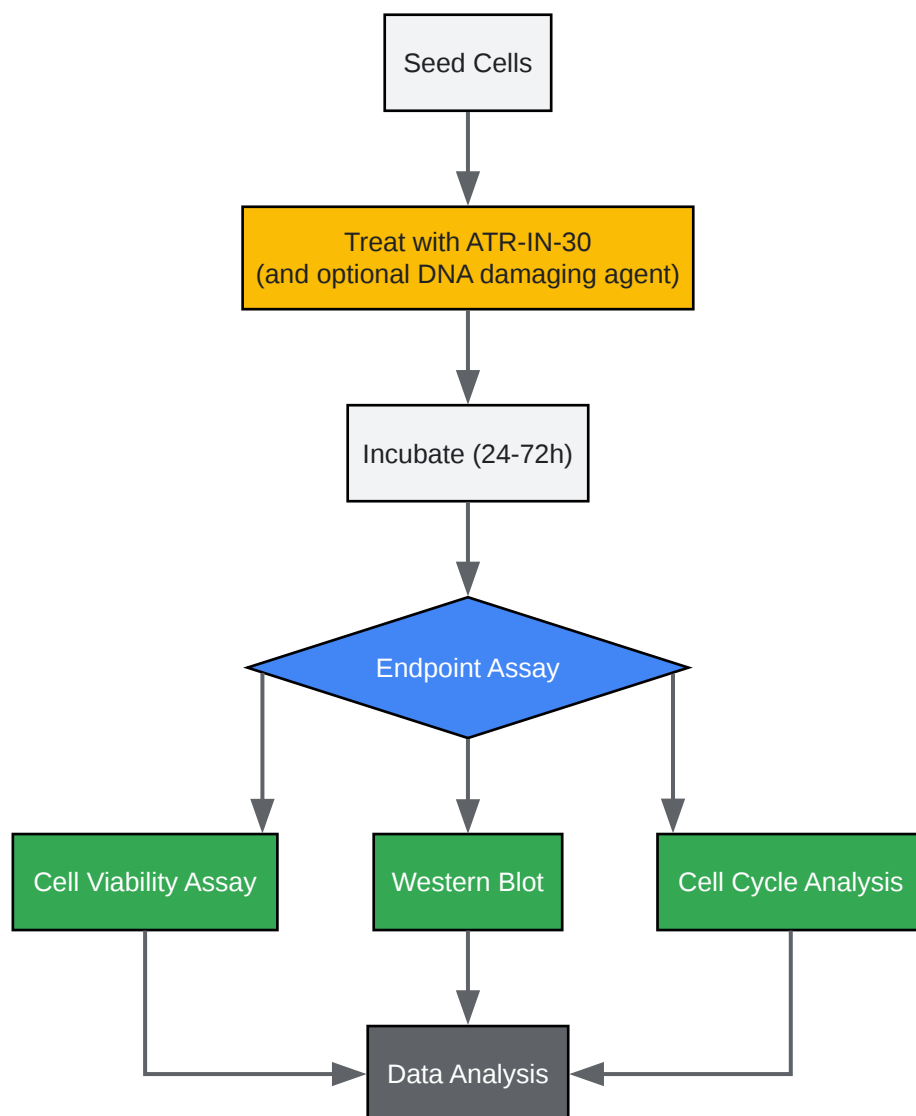 Seed Cells
Treat with ATR-IN-30
(and optional DNA damaging agent)
Incubate (24-72h)
Endpoint Assay
Cell Viability Assay
Western Blot
Cell Cycle Analysis
Data Analysis